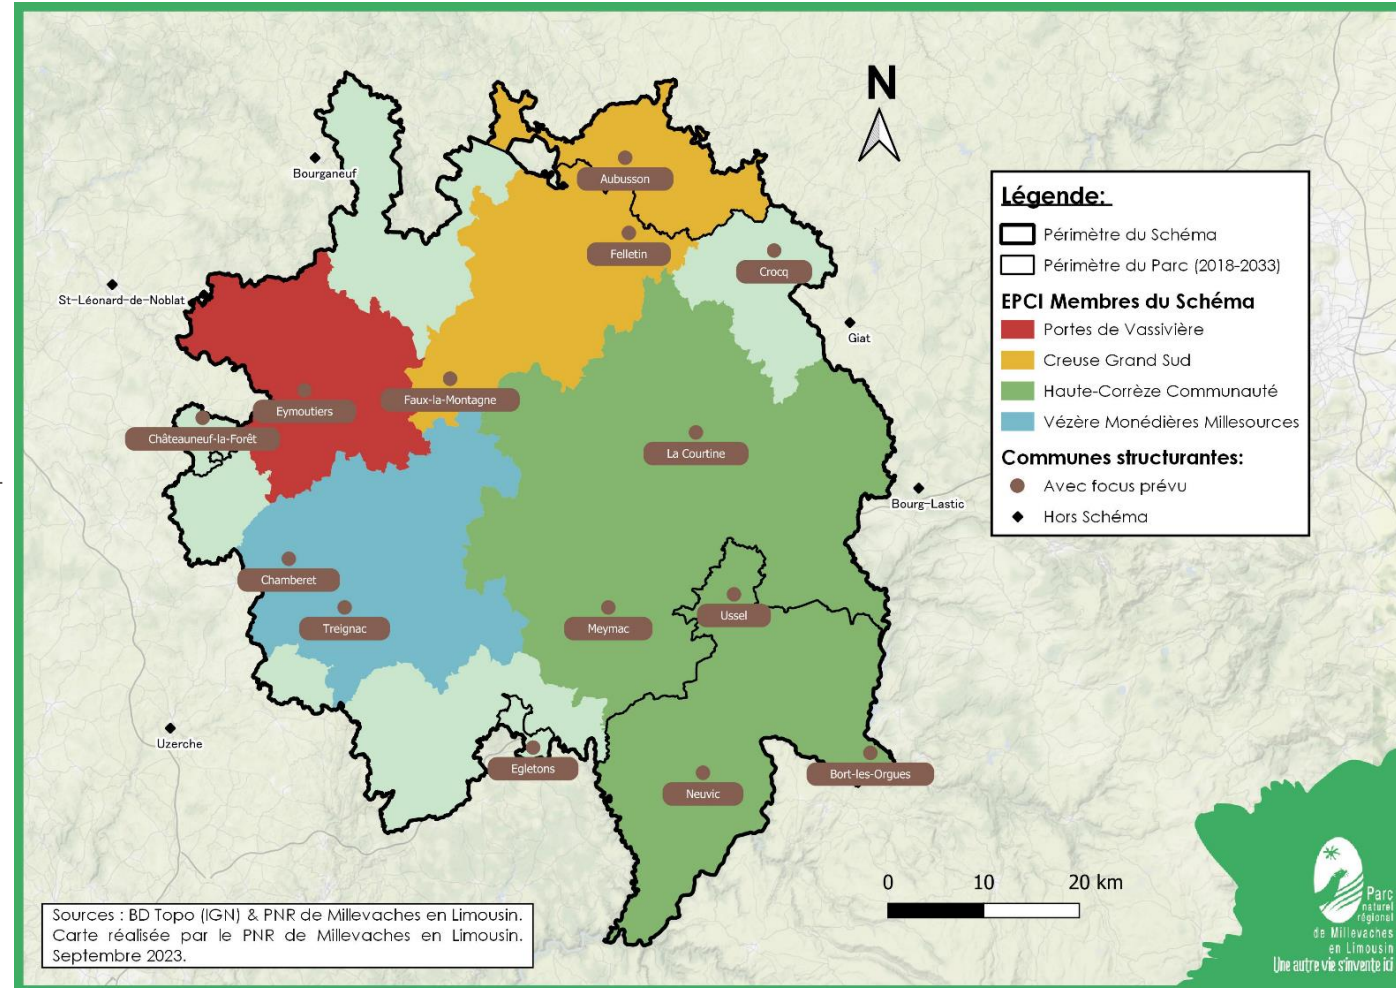 N
Bourganeuf
Aubusson
Felletin
Crocq
St-Léonard-de-Noblat
Giat
Eymoutiers
Faux-la-Montagne
Châteauneuf-la-Forêt
La Courtine
Bourg-Lastic
Chamberet
Treignac
Meymac
Ussel
Uzerche
Egletons
Neuvic
Bort-les-Orgues
Légende:
Périmètre du Schéma
Périmètre du Parc (2018-2033)
EPCI Membres du Schéma
Portes de Vassivière
Creuse Grand Sud
Haute-Corrèze Communauté
Vézère Monédières Millesources
Communes structurantes:
Avec focus prévu
Hors Schéma
0 10 20 km
Sources : BD Topo (IGN) & PNR de Millevaches en Limousin.
Carte réalisée par le PNR de Millevaches en Limousin.
Septembre 2023.
Parc
naturel
régional
de Millevaches
en Limousin
Une autre vie s'invente ici